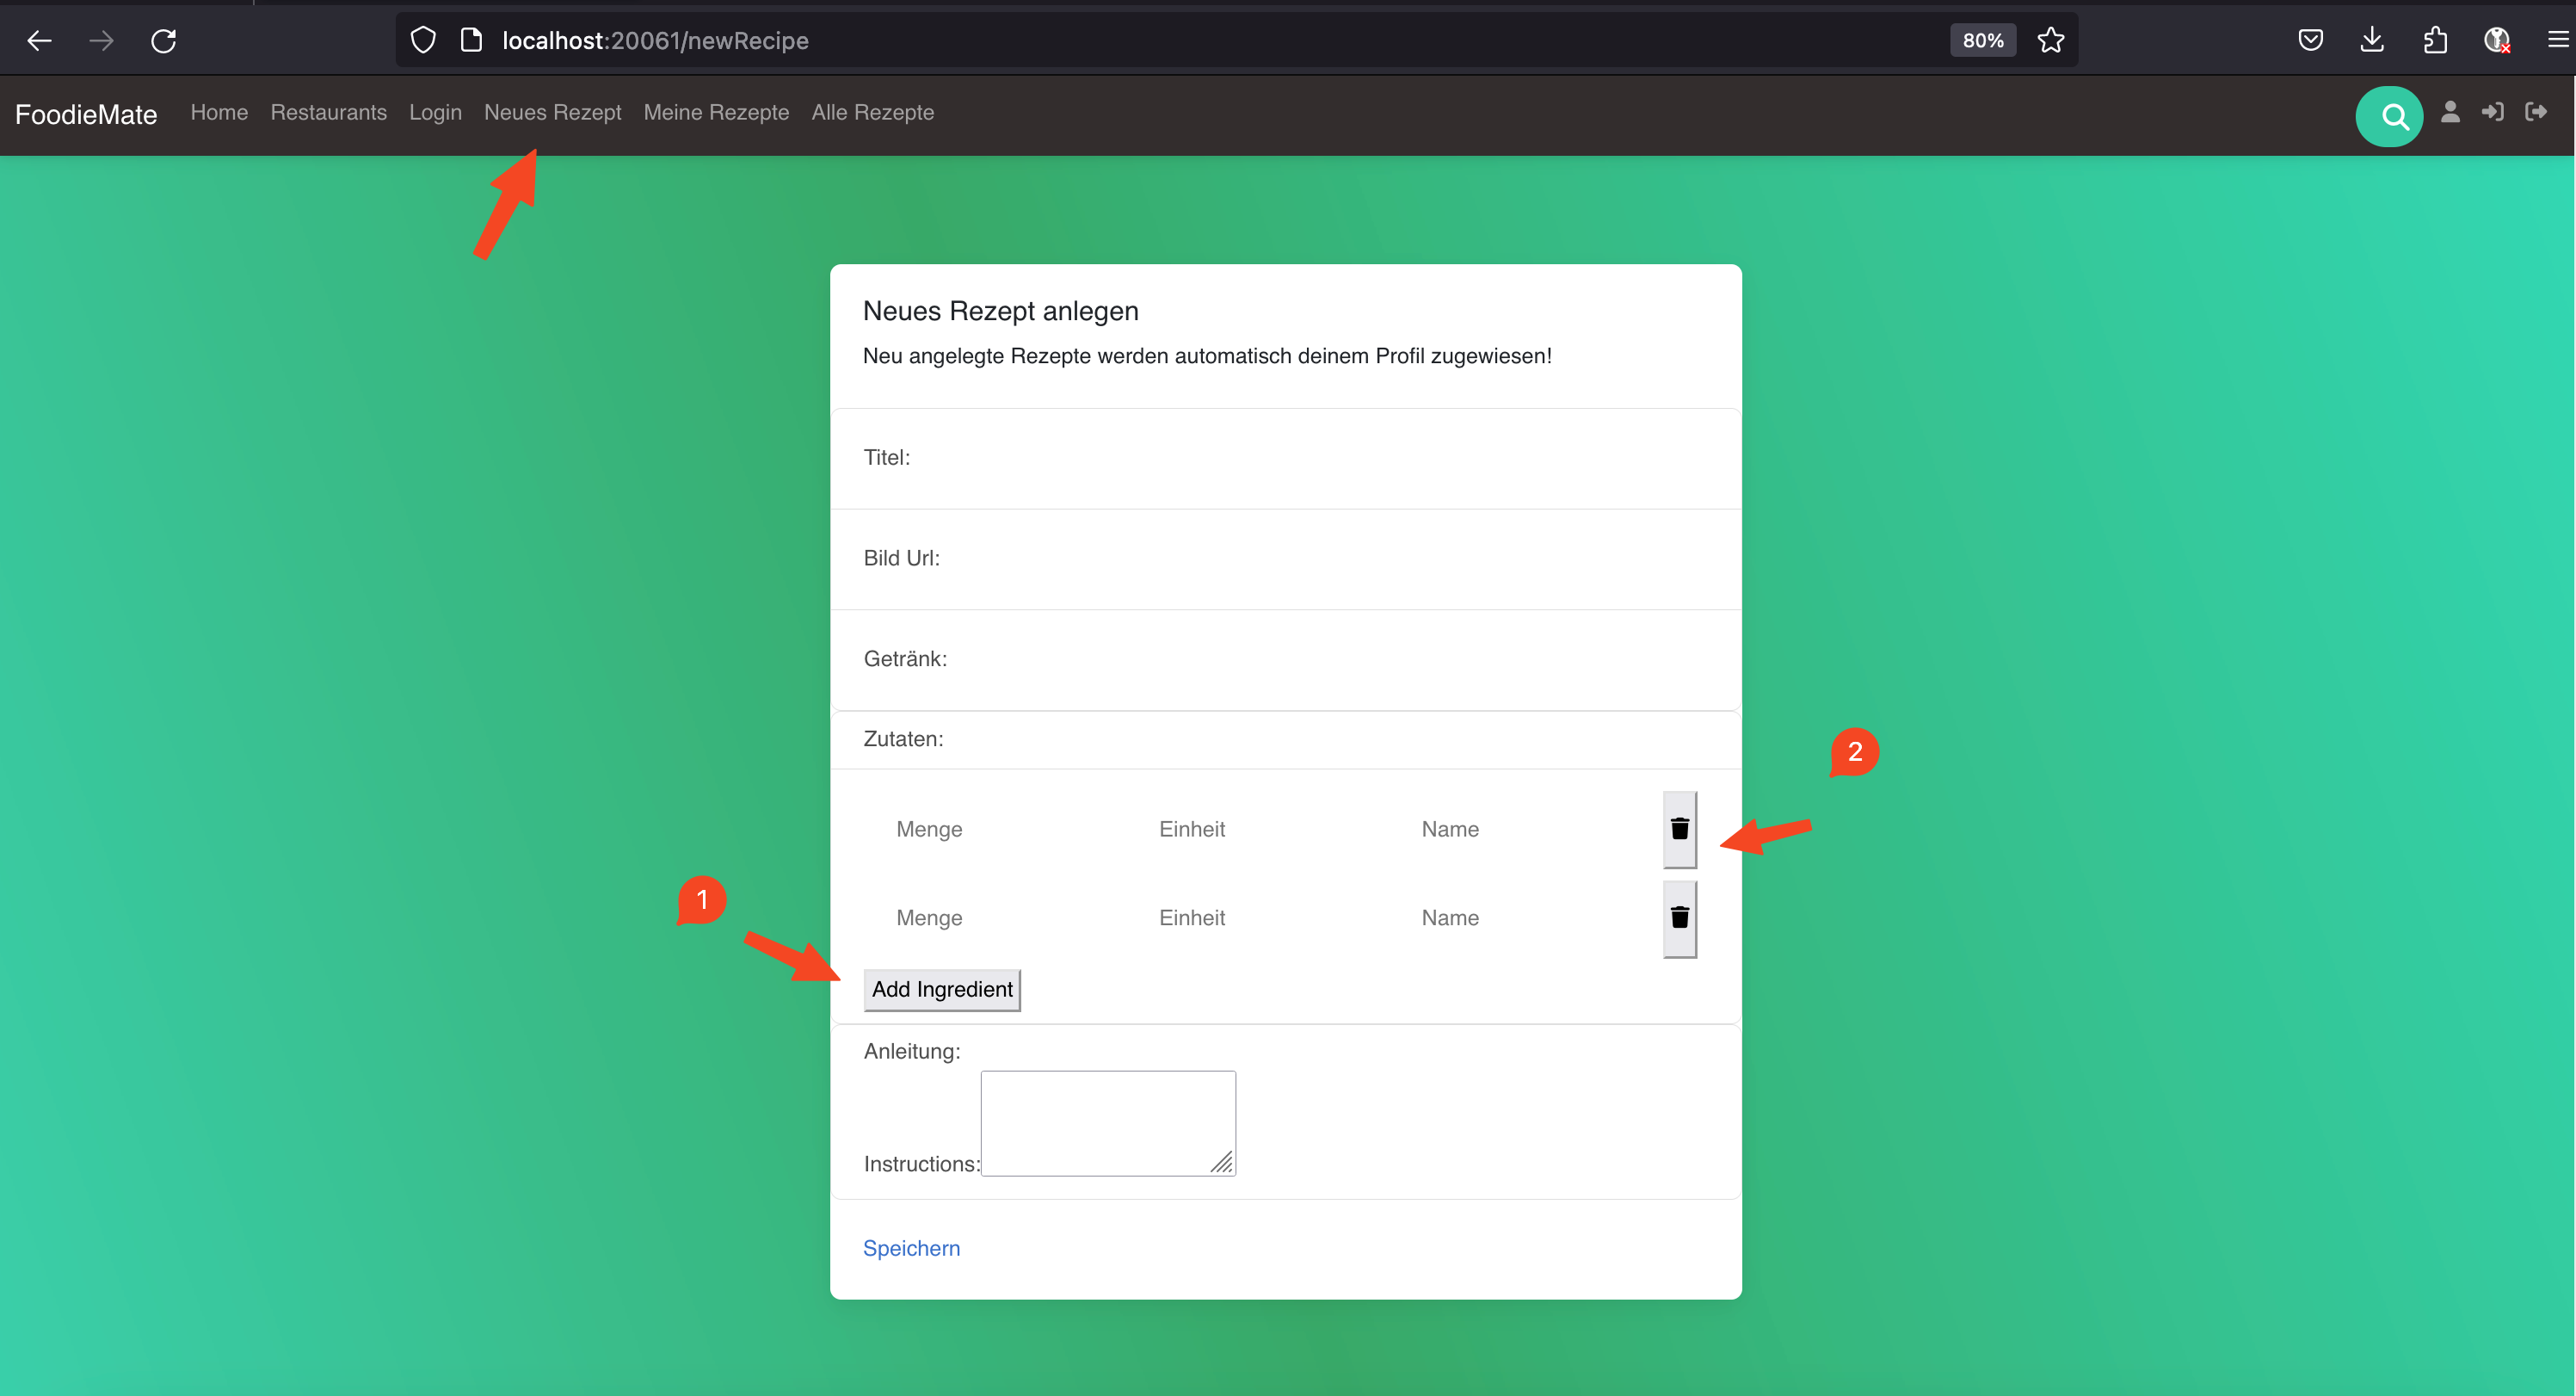 localhost:20061/newRecipe 80%
FoodieMate Home Restaurants Login Neues Rezept Meine Rezepte Alle Rezepte
Neues Rezept anlegen
Neu angelegte Rezepte werden automatisch deinem Profil zugewiesen!
Titel:
Bild Url:
Getränk:
Zutaten:
2
Menge Einheit Name
1
Menge Einheit Name
Add Ingredient
Anleitung:
Instructions:
Speichern